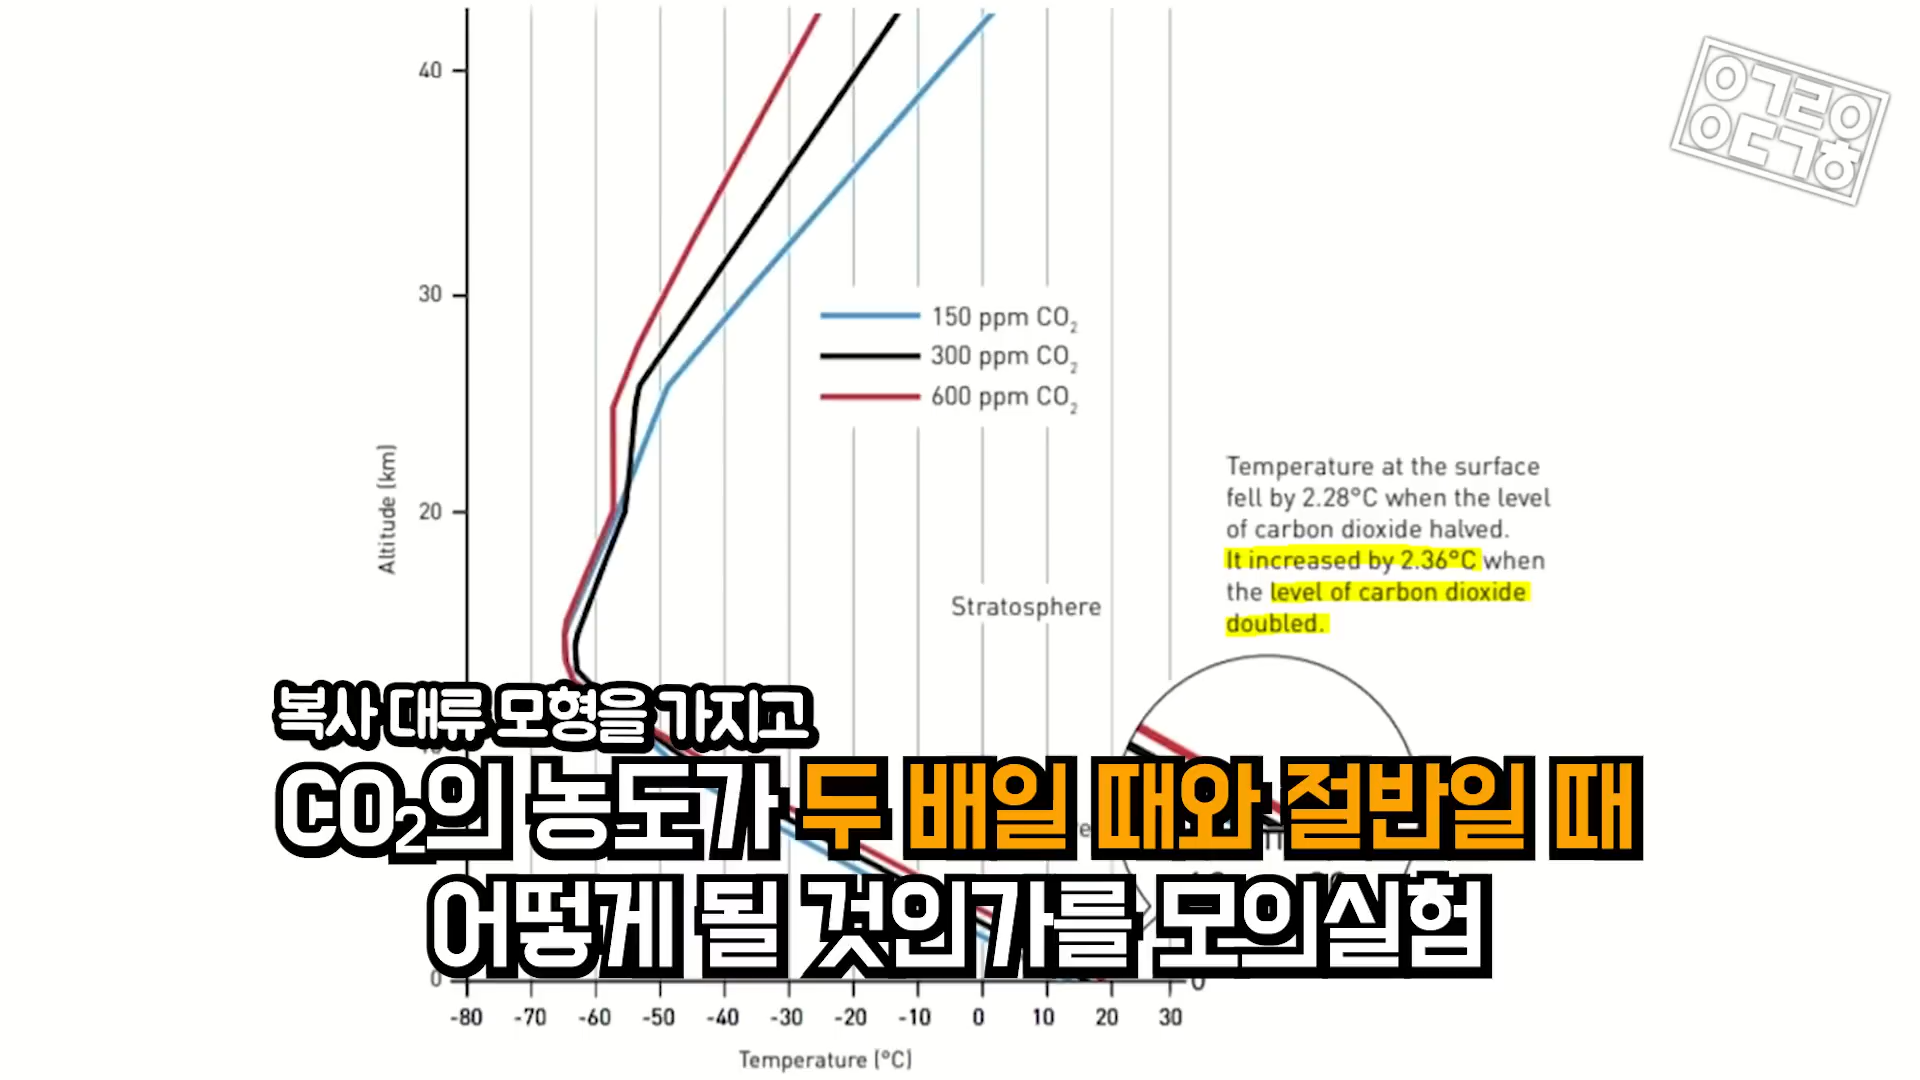 40
30
20
0
Altitude (km)
150 ppm CO₂
300 ppm CO₂
600 ppm CO₂
Stratosphere
Temperature at the surface
fell by 2.28°C when the level
of carbon dioxide halved.
It increased by 2.36°C when
the level of carbon dioxide
doubled.
복사 대류 모형을 가지고
CO₂의 농도가 두 배일 때와 절반일 때
어떻게 될 것인가를 모의실험
0
-80 -70 -60 -50 -40 -30 -20 -10 0 10 20 30
Temperature (°C)